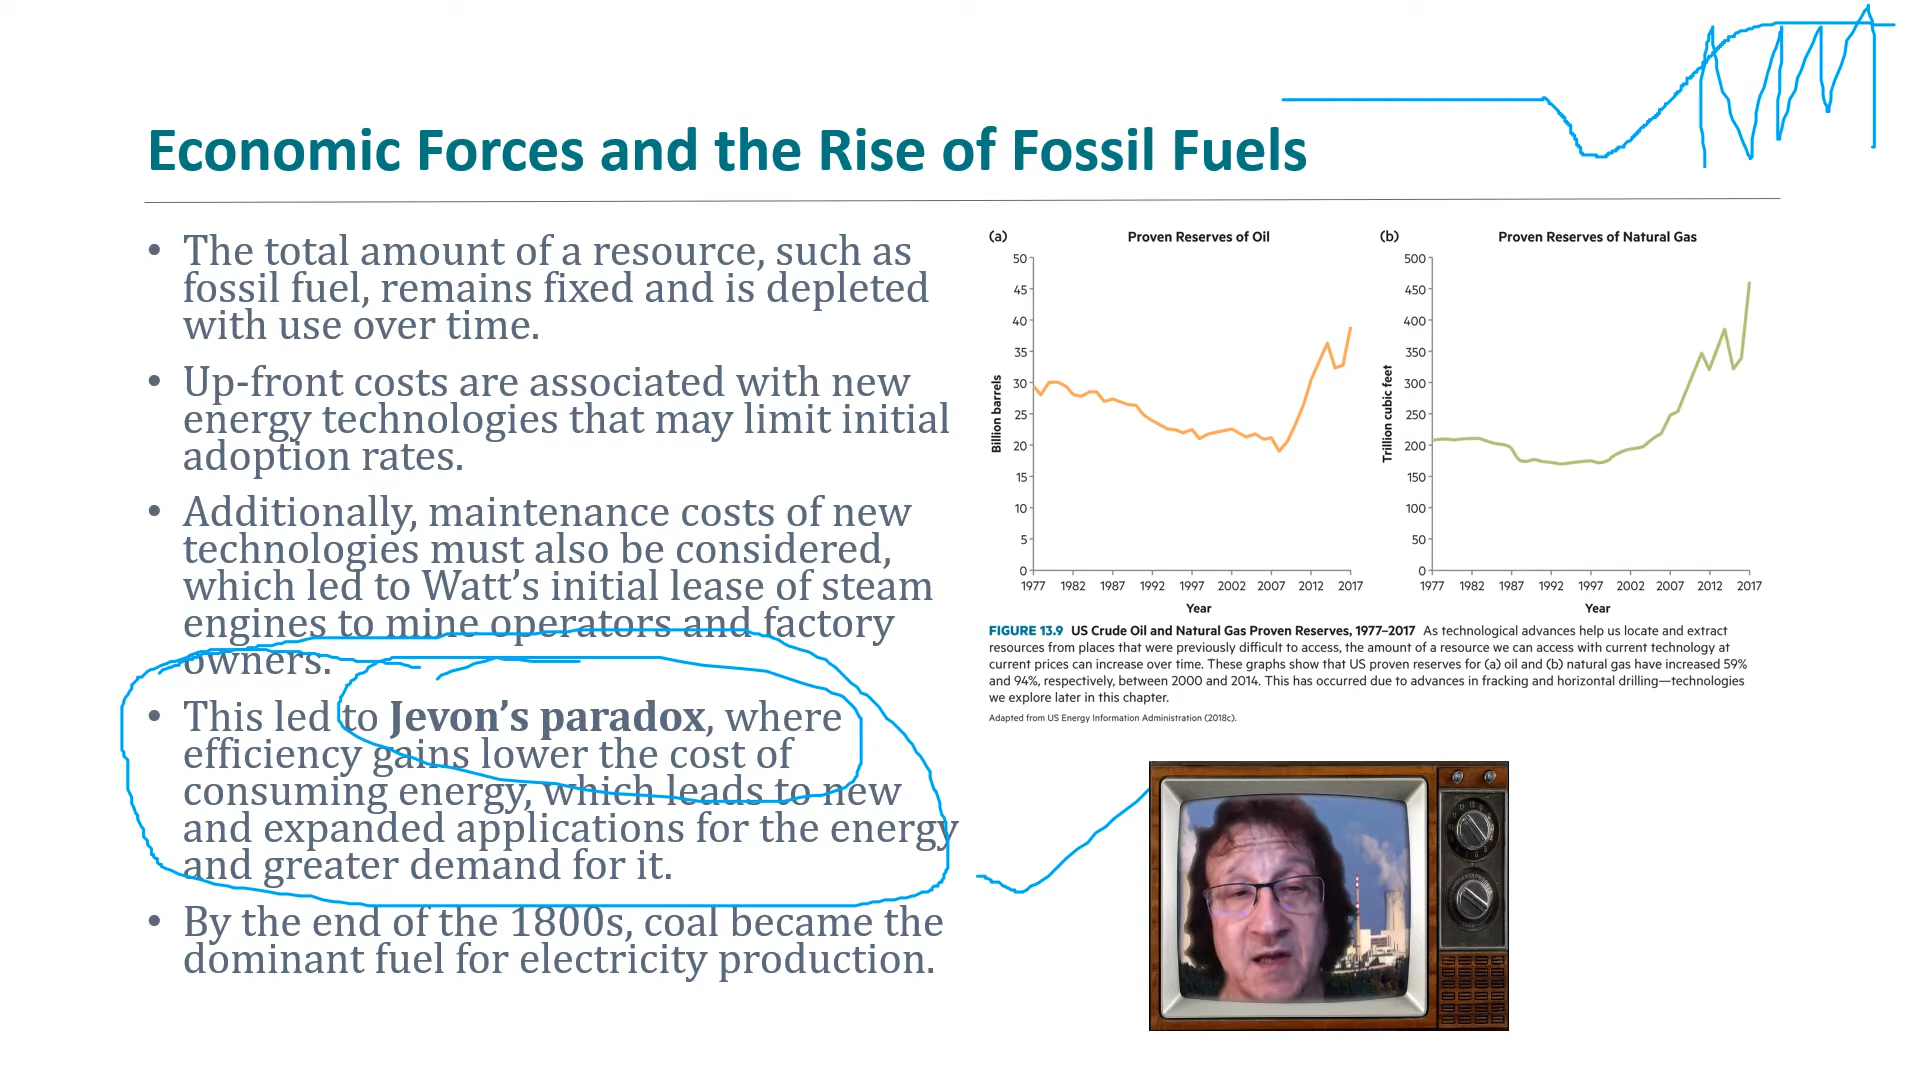 Economic Forces and the Rise of Fossil Fuels
• The total amount of a resource, such as
fossil fuel, remains fixed and is depleted
with use over time.
• Up-front costs are associated with new
energy technologies that may limit initial
adoption rates.
• Additionally, maintenance costs of new
technologies must also be considered,
which led to Watt’s initial lease of steam
engines to mine operators and factory
owners.
• This led to Jevon’s paradox, where
efficiency gains lower the cost of
consuming energy, which leads to new
and expanded applications for the energy
and greater demand for it.
• By the end of the 1800s, coal became the
dominant fuel for electricity production.
(a) Proven Reserves of Oil
Billion barrels
50
45
40
35
30
25
20
15
10
5
0
1977 1982 1987 1992 1997 2002 2007 2012 2017
Year
(b) Proven Reserves of Natural Gas
Trillion cubic feet
500
450
400
350
300
250
200
150
100
50
0
1977 1982 1987 1992 1997 2002 2007 2012 2017
Year
FIGURE 13.9 US Crude Oil and Natural Gas Proven Reserves, 1977–2017 As technological advances help us locate and extract
resources from places that were previously difficult to access, the amount of a resource we can access with current technology at
current prices can increase over time. These graphs show that US proven reserves for (a) oil and (b) natural gas have increased 59%
and 94%, respectively, between 2000 and 2014. This has occurred due to advances in fracking and horizontal drilling—technologies
we explore later in this chapter.
Adapted from US Energy Information Administration (2018c).